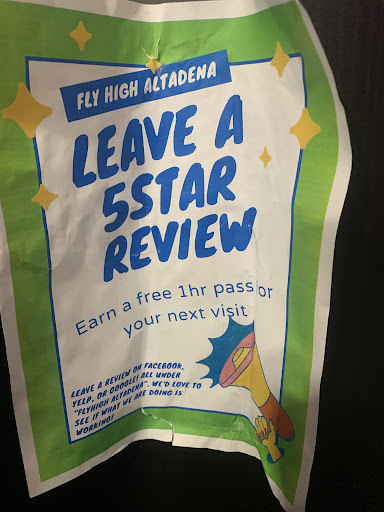 FLY HIGH ALTADENA
LEAVE A
5STAR
REVIEW
Earn a free 1hr pass or
your next visit
LEAVE A REVIEW ON FACEBOOK,
YELP, OR GOOGLE! ALL UNDER
"FLYHIGH ALTADENA". WE'D LOVE TO
SEE IF WHAT WE ARE DOING IS
WORKING!